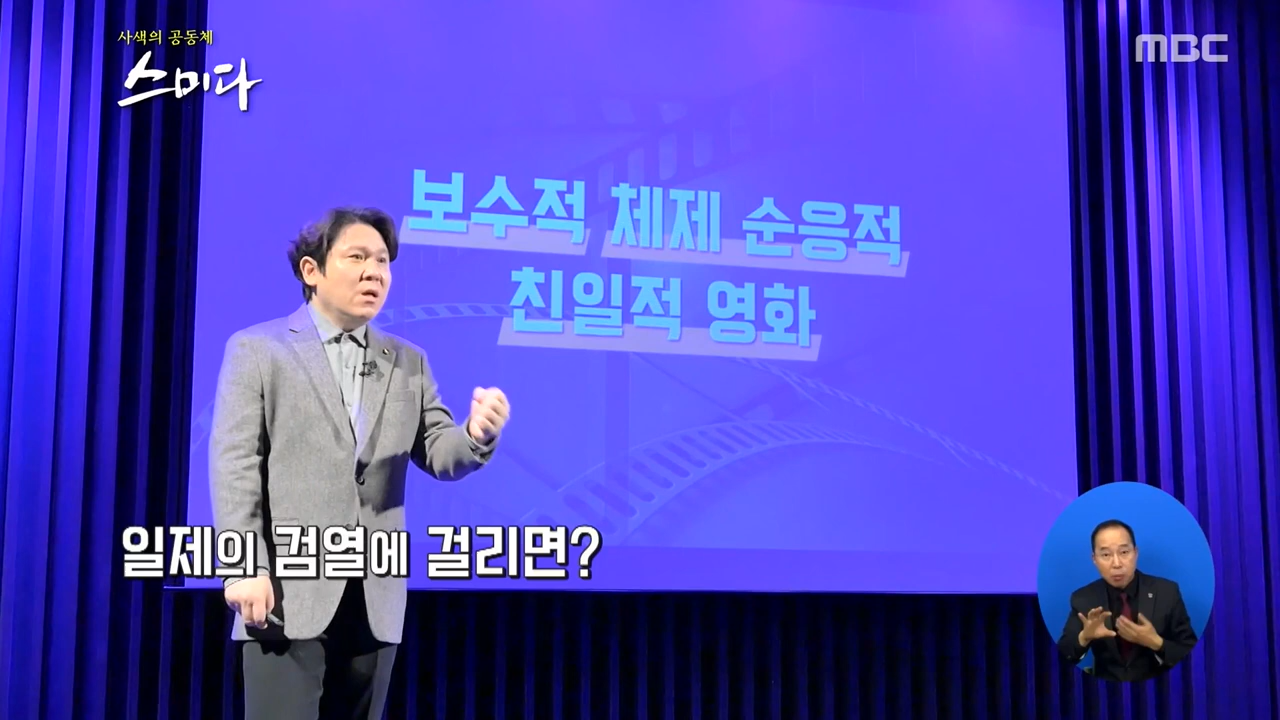 사색의 공동체
스미다
MBC
보수적 체제 순응적
친일적 영화
일제의 검열에 걸리면?